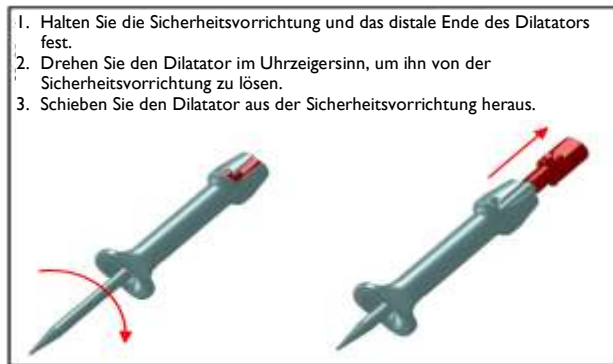 1. Halten Sie die Sicherheitsvorrichtung und das distale Ende des Dilatators
fest.
2. Drehen Sie den Dilatator im Uhrzeigersinn, um ihn von der
Sicherheitsvorrichtung zu lösen.
3. Schieben Sie den Dilatator aus der Sicherheitsvorrichtung heraus.